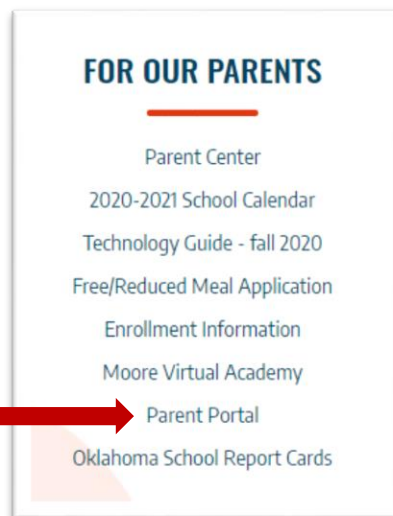 FOR OUR PARENTS
Parent Center
2020-2021 School Calendar
Technology Guide - fall 2020
Free/Reduced Meal Application
Enrollment Information
Moore Virtual Academy
Parent Portal
Oklahoma School Report Cards